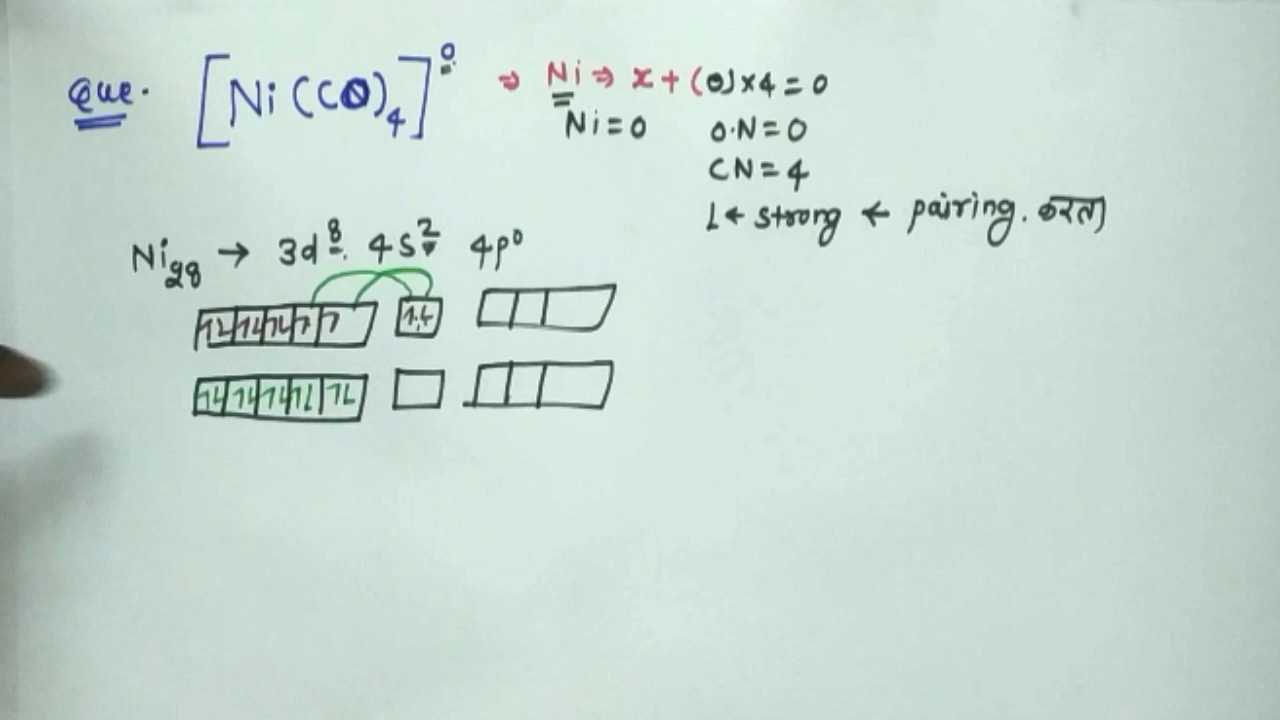 Que. [Ni(CO)₄]⁰ ⇒ Ni ⇒ x + (0)×4 = 0
Ni = 0 O.N = 0
CN = 4
L ← strong ← pairing. करता
Ni₂₈ → 3d⁸ 4s² 4p⁰